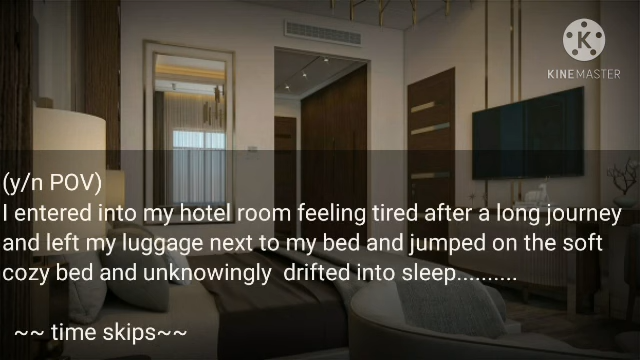 KINEMASTER
(y/n POV)
I entered into my hotel room feeling tired after a long journey
and left my luggage next to my bed and jumped on the soft
cozy bed and unknowingly  drifted into sleep..........
~~ time skips~~